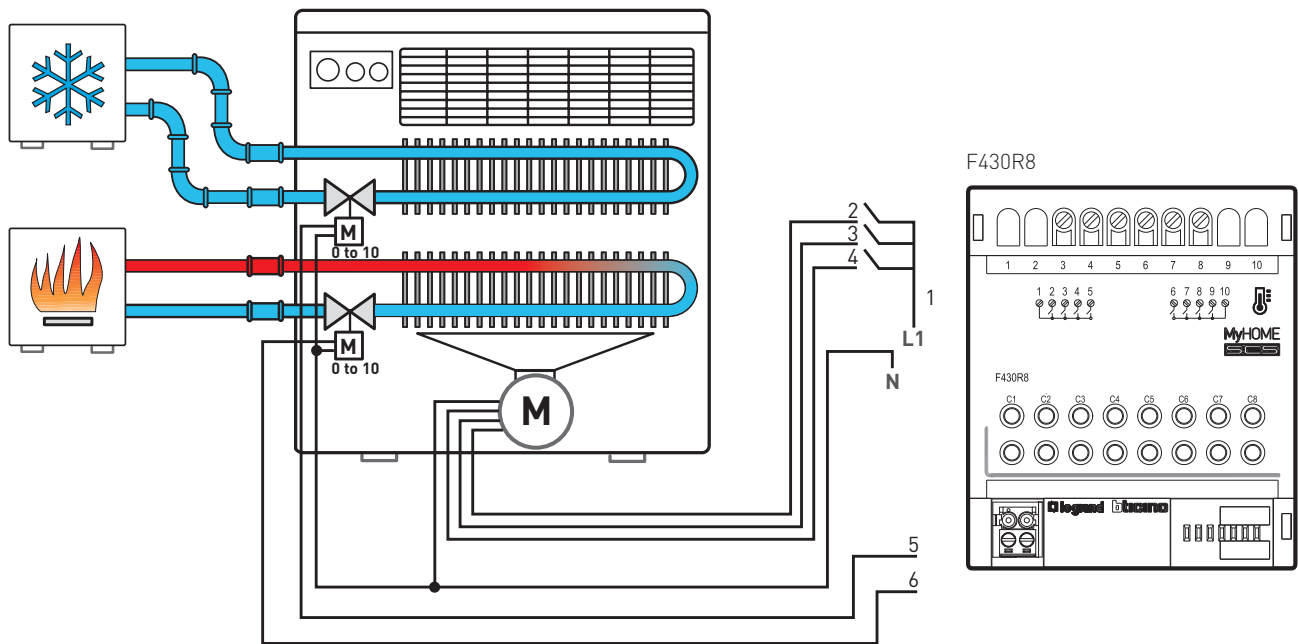 F430R8
2
3
4
1
L1
N
5
6
M
0 to 10
M
0 to 10
M
1 2 3 4 5 6 7 8 9 10
1 2 3 4 5
6 7 8 9 10
MyHOME
SCS
F430R8
C1 C2 C3 C4 C5 C6 C7 C8
legrand bticino